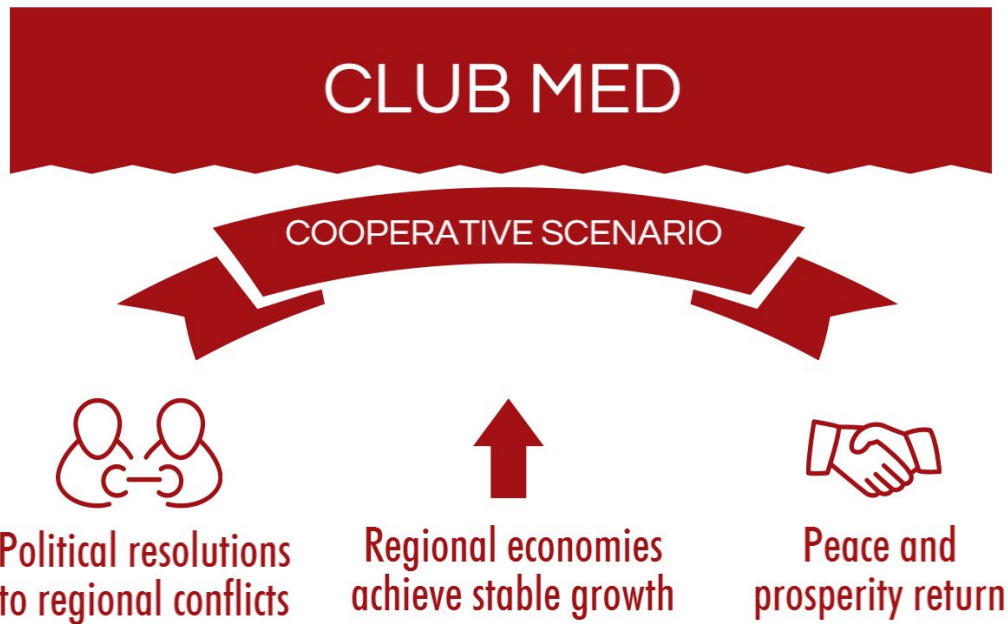 CLUB MED
COOPERATIVE SCENARIO
Political resolutions
to regional conflicts
Regional economies
achieve stable growth
Peace and
prosperity return